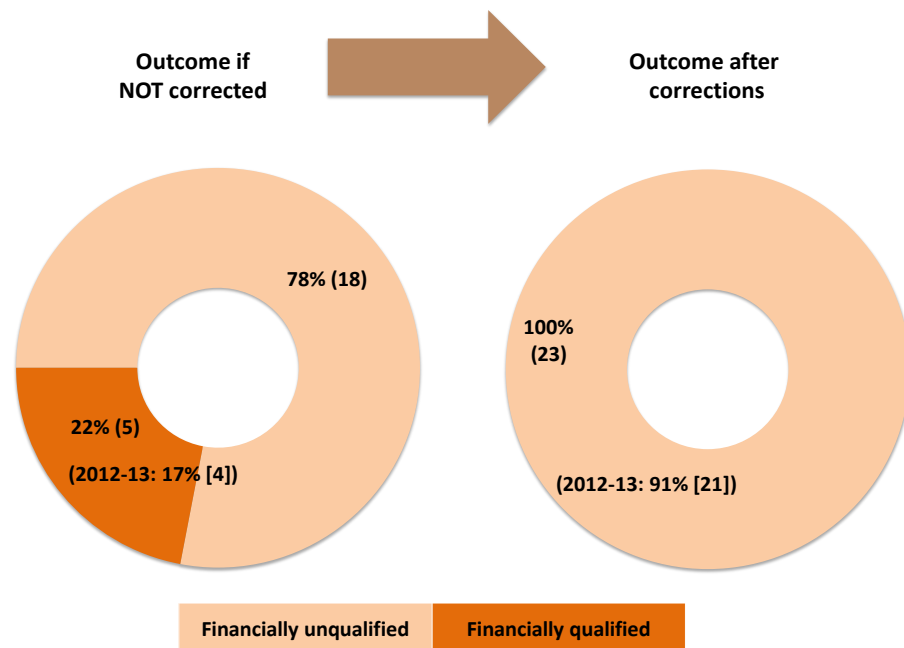 Outcome if
NOT corrected
Outcome after
corrections
78% (18)
22% (5)
(2012-13: 17% [4])
100%
(23)
(2012-13: 91% [21])
Financially unqualified
Financially qualified